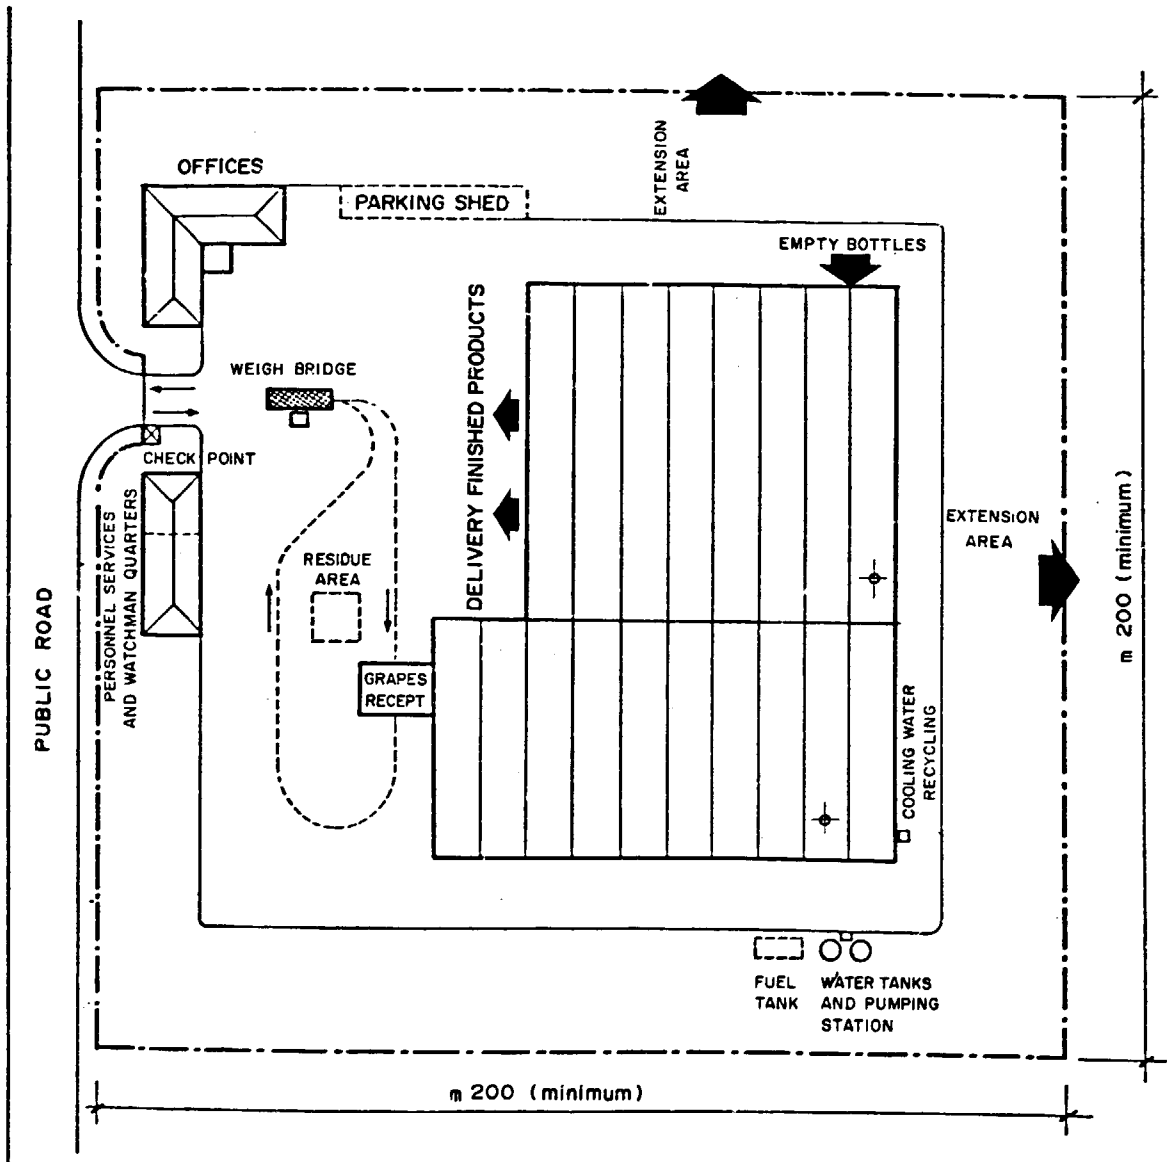 OFFICES
PARKING SHED
EXTENSION
AREA
EMPTY BOTTLES
WEIGH BRIDGE
DELIVERY FINISHED PRODUCTS
CHECK POINT
PERSONNEL SERVICES
AND WATCHMAN QUARTERS
PUBLIC ROAD
RESIDUE
AREA
GRAPES
RECEPT
EXTENSION
AREA
m 200 (minimum)
COOLING WATER
RECYCLING
FUEL
TANK
WATER TANKS
AND PUMPING
STATION
m 200 (minimum)